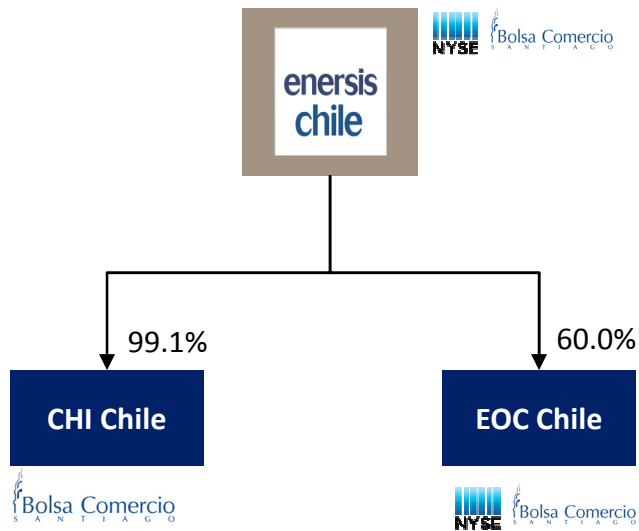 NYSE
Bolsa Comercio
SANTIAGO
enersis
chile
99.1%
60.0%
CHI Chile
EOC Chile
Bolsa Comercio
SANTIAGO
NYSE
Bolsa Comercio
SANTIAGO